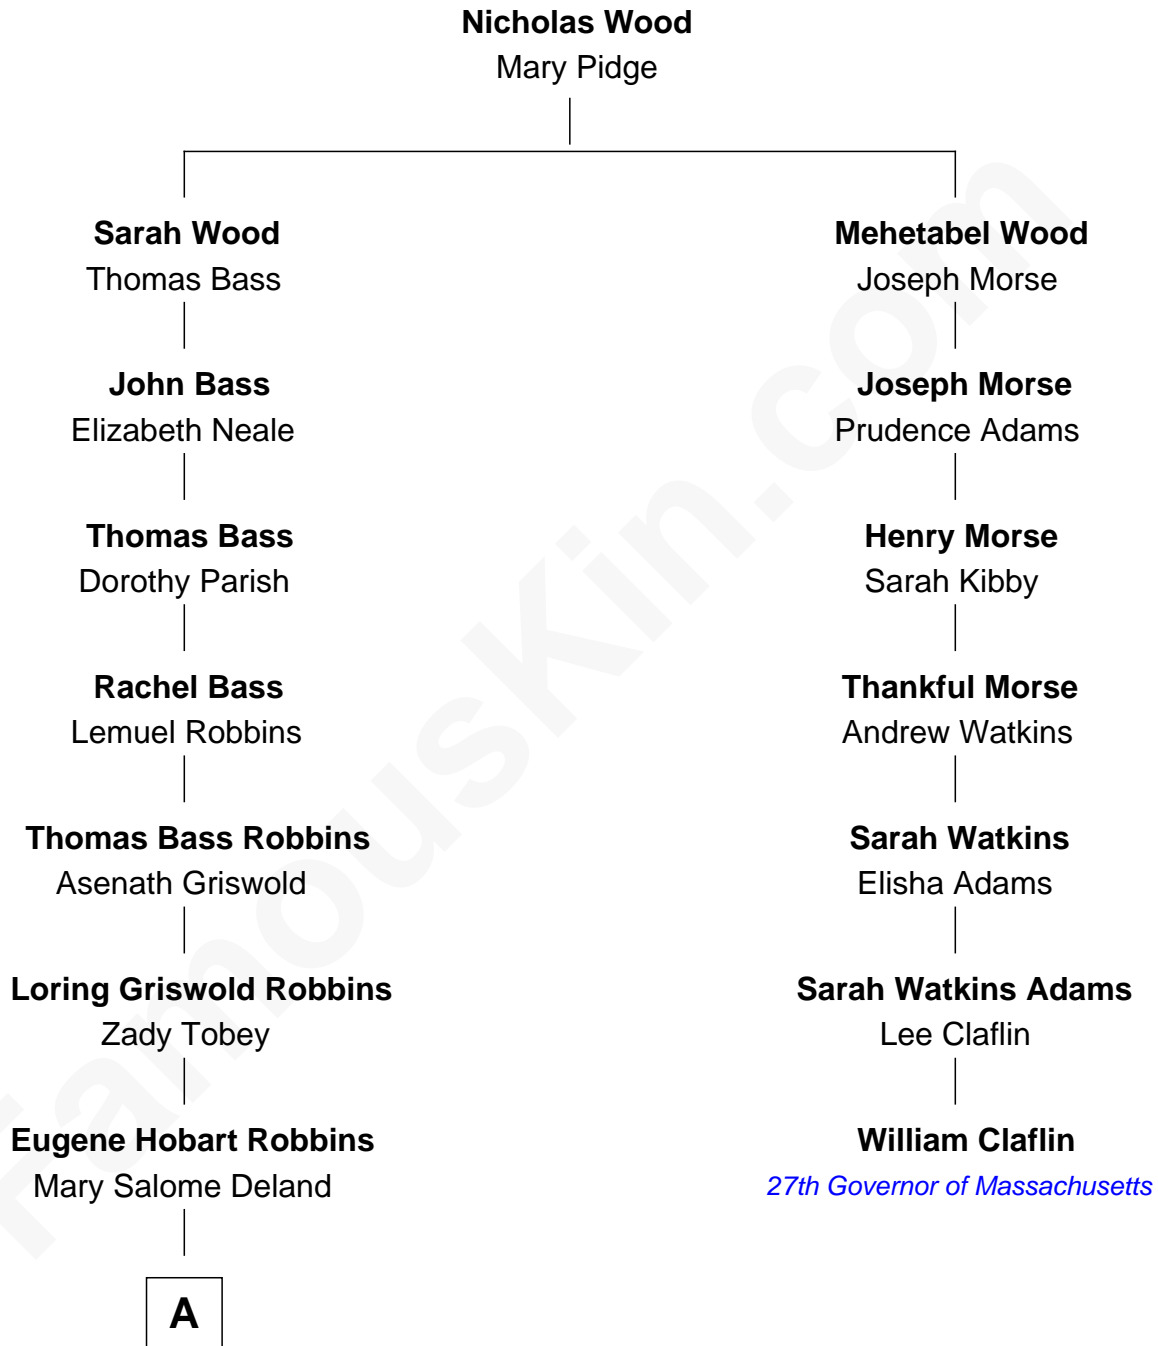 Nicholas Wood
Mary Pidge
Sarah Wood
Thomas Bass
Mehetabel Wood
Joseph Morse
John Bass
Elizabeth Neale
Joseph Morse
Prudence Adams
Thomas Bass
Dorothy Parish
Henry Morse
Sarah Kibby
Rachel Bass
Lemuel Robbins
Thankful Morse
Andrew Watkins
Thomas Bass Robbins
Asenath Griswold
Sarah Watkins
Elisha Adams
Loring Griswold Robbins
Zady Tobey
Sarah Watkins Adams
Lee Claflin
Eugene Hobart Robbins
Mary Salome Deland
William Claflin
27th Governor of Massachusetts
A
FamousKin.com